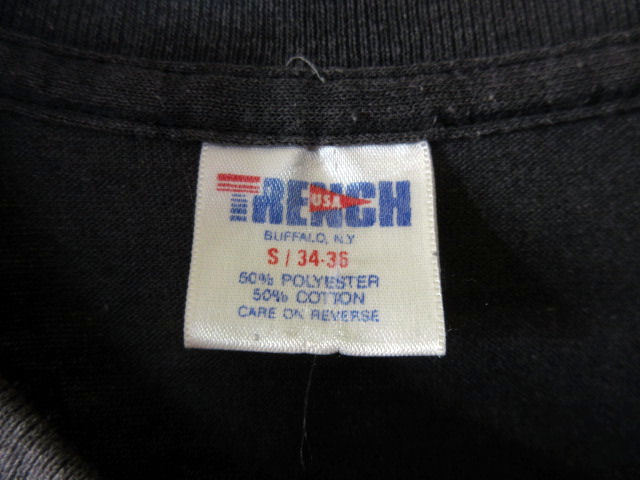 TRENCH
USA
BUFFALO, N.Y
S / 34-36
50% POLYESTER
50% COTTON
CARE ON REVERSE